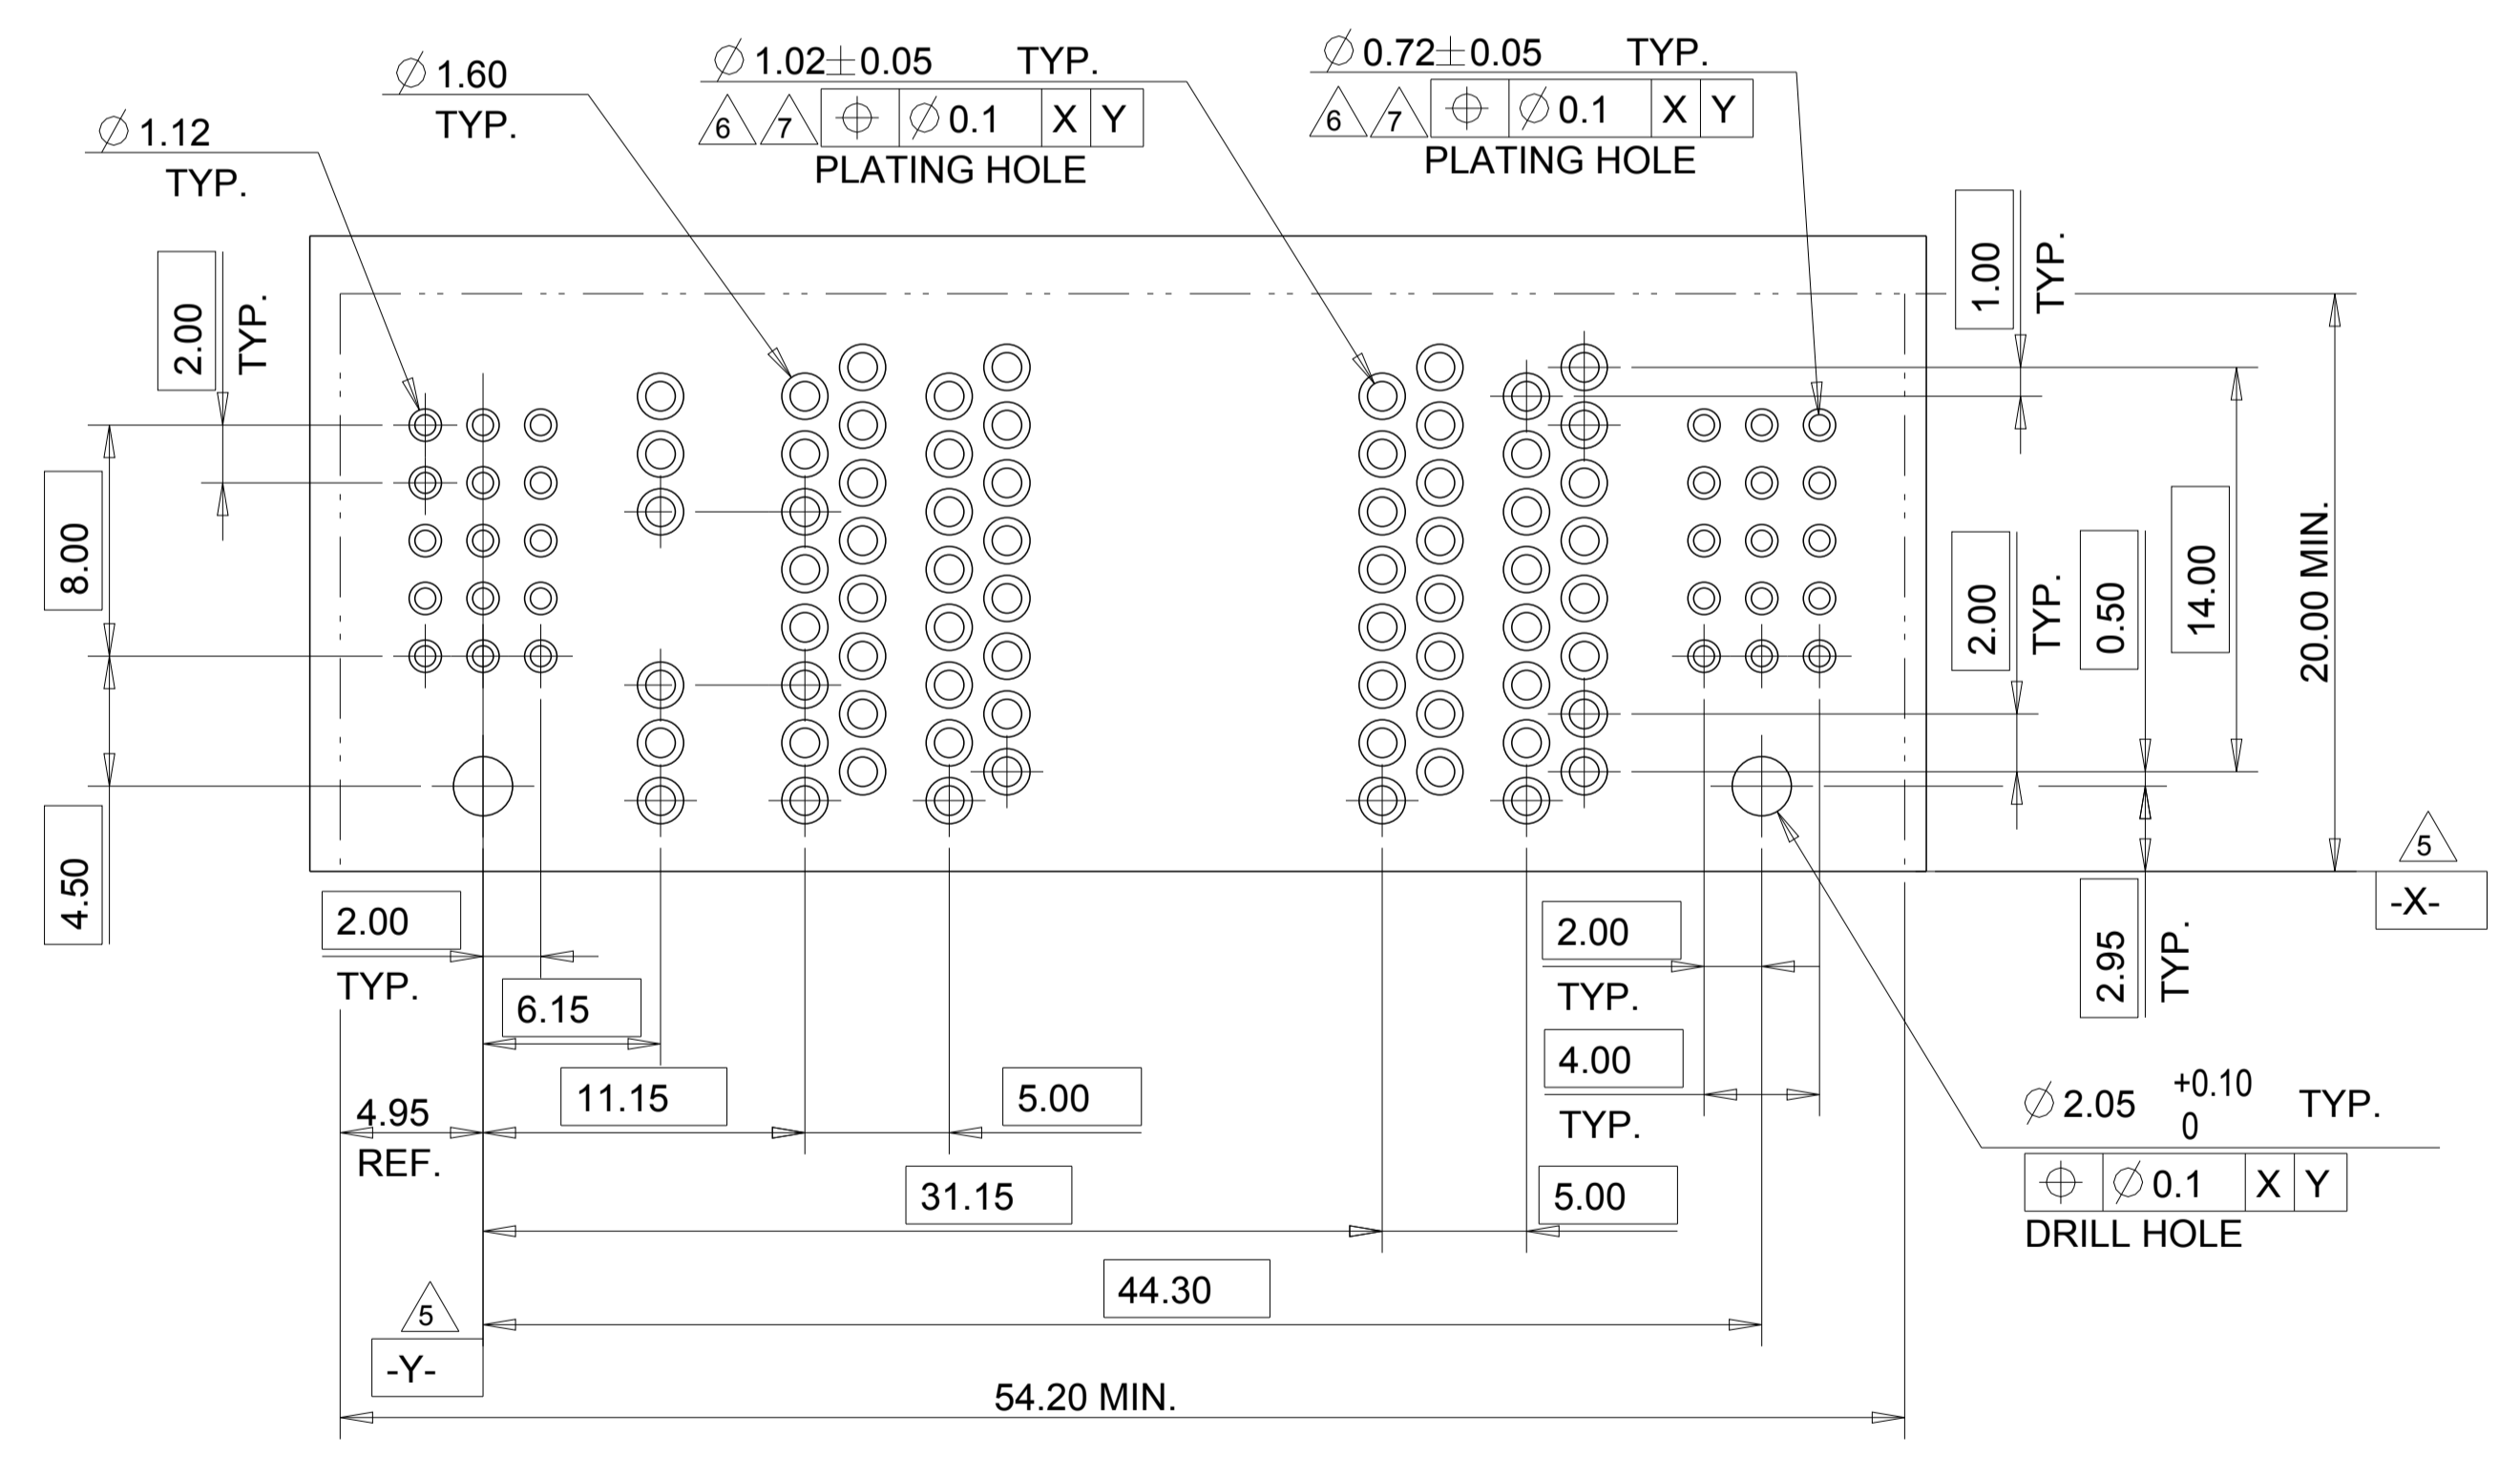 ⌀ 1.12
TYP.
⌀ 1.60
TYP.
⌀ 1.02±0.05 TYP.
6 7 ⌖ ⌀ 0.1 X Y
PLATING HOLE
⌀ 0.72±0.05 TYP.
6 7 ⌖ ⌀ 0.1 X Y
PLATING HOLE
2.00
TYP.
8.00
4.50
1.00
TYP.
2.00
TYP.
0.50
14.00
20.00 MIN.
2.95
TYP.
5
-X-
2.00
TYP.
6.15
11.15
5.00
4.95
REF.
31.15
44.30
5
-Y-
54.20 MIN.
2.00
TYP.
4.00
TYP.
5.00
⌀ 2.05 +0.10 TYP.
0
⌖ ⌀ 0.1 X Y
DRILL HOLE